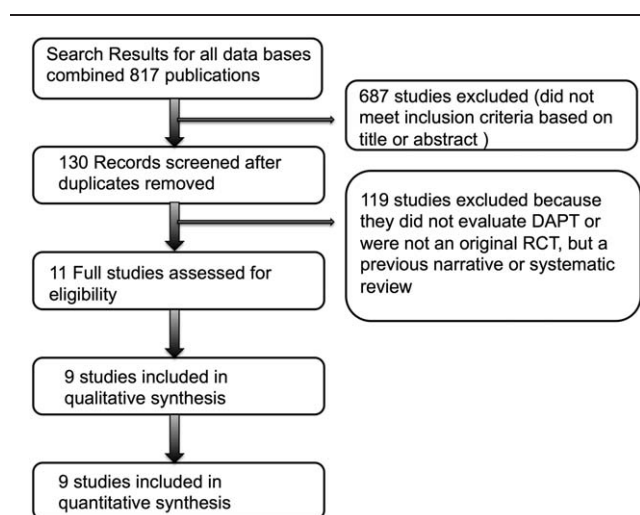 Search Results for all data bases
combined 817 publications
687 studies excluded (did not
meet inclusion criteria based on
title or abstract )
130 Records screened after
duplicates removed
119 studies excluded because
they did not evaluate DAPT or
were not an original RCT, but a
previous narrative or systematic
review
11 Full studies assessed for
eligibility
9 studies included in
qualitative synthesis
9 studies included in
quantitative synthesis